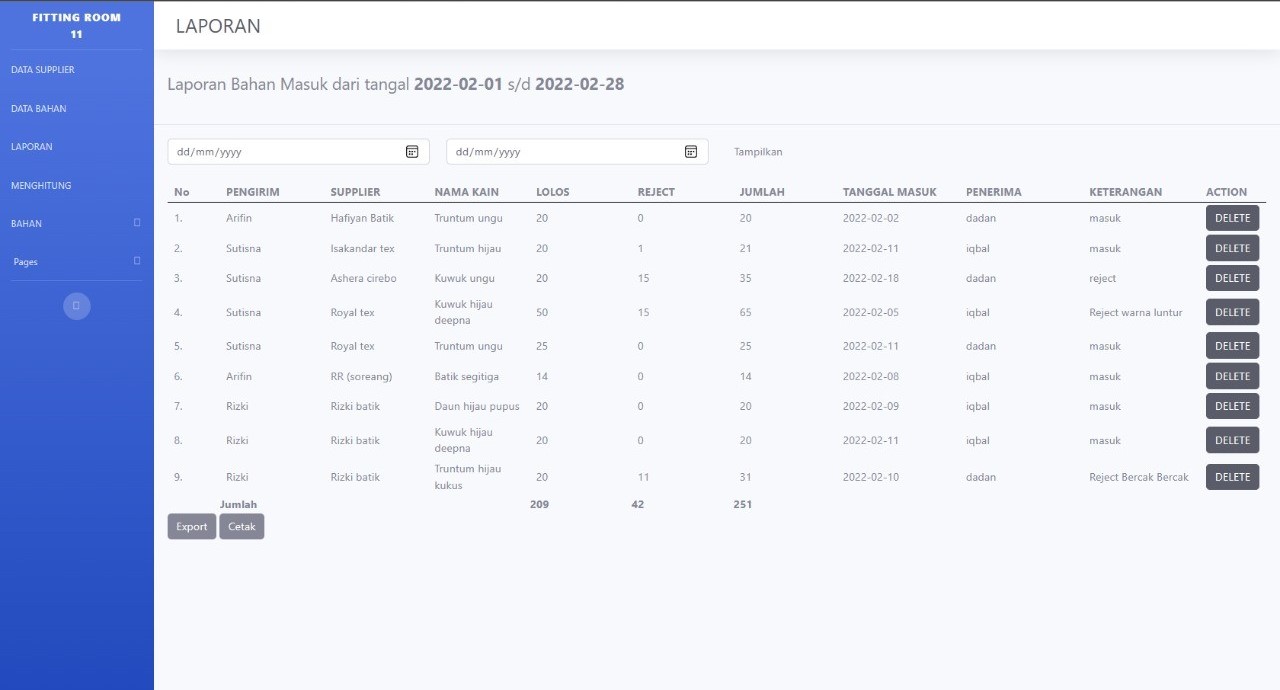 FITTING ROOM
11
DATA SUPPLIER
DATA BAHAN
LAPORAN
MENGHITUNG
BAHAN
Pages
LAPORAN
Laporan Bahan Masuk dari tangal 2022-02-01 s/d 2022-02-28
dd/mm/yyyy dd/mm/yyyy Tampilkan
No PENGIRIM SUPPLIER NAMA KAIN LOLOS REJECT JUMLAH TANGGAL MASUK PENERIMA KETERANGAN ACTION
1. Arifin Hafiyan Batik Truntum ungu 20 0 20 2022-02-02 dadan masuk DELETE
2. Sutisna Isakandar tex Truntum hijau 20 1 21 2022-02-11 iqbal masuk DELETE
3. Sutisna Ashera cirebo Kuwuk ungu 20 15 35 2022-02-18 dadan reject DELETE
4. Sutisna Royal tex Kuwuk hijau deepna 50 15 65 2022-02-05 iqbal Reject warna luntur DELETE
5. Sutisna Royal tex Truntum ungu 25 0 25 2022-02-11 dadan masuk DELETE
6. Arifin RR (soreang) Batik segitiga 14 0 14 2022-02-08 iqbal masuk DELETE
7. Rizki Rizki batik Daun hijau pupus 20 0 20 2022-02-09 iqbal masuk DELETE
8. Rizki Rizki batik Kuwuk hijau deepna 20 0 20 2022-02-11 iqbal masuk DELETE
9. Rizki Rizki batik Truntum hijau kukus 20 11 31 2022-02-10 dadan Reject Bercak Bercak DELETE
Jumlah 209 42 251
Export Cetak